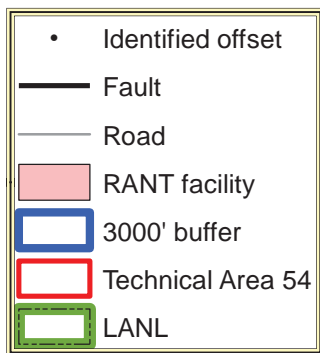 Identified offset
Fault
Road
RANT facility
3000' buffer
Technical Area 54
LANL